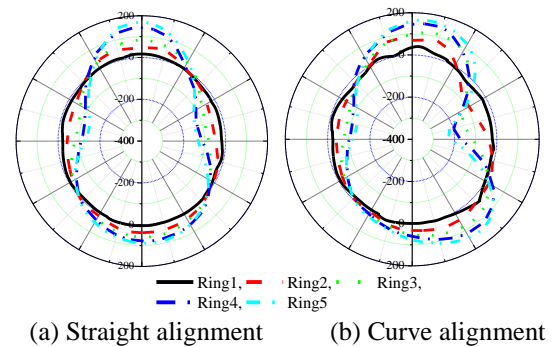 200 200
0 0
-200 -200
-400 -400
-200 -200
0 0
200 200
Ring1, Ring2, Ring3,
Ring4, Ring5
(a) Straight alignment (b) Curve alignment